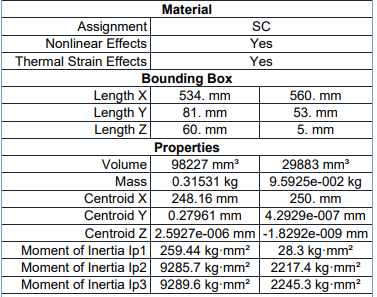 Material
Assignment SC
Nonlinear Effects Yes
Thermal Strain Effects Yes
Bounding Box
Length X 534. mm 560. mm
Length Y 81. mm 53. mm
Length Z 60. mm 5. mm
Properties
Volume 98227 mm³ 29883 mm³
Mass 0.31531 kg 9.5925e-002 kg
Centroid X 248.16 mm 250. mm
Centroid Y 0.27961 mm 4.2929e-007 mm
Centroid Z 2.5927e-006 mm -1.8292e-009 mm
Moment of Inertia Ip1 259.44 kg·mm² 28.3 kg·mm²
Moment of Inertia Ip2 9285.7 kg·mm² 2217.4 kg·mm²
Moment of Inertia Ip3 9289.6 kg·mm² 2245.3 kg·mm²